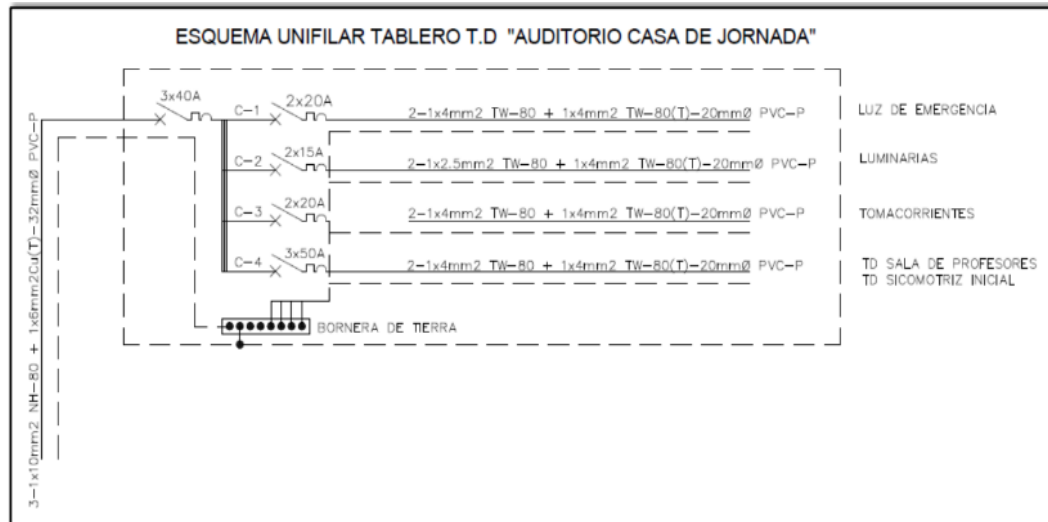 ESQUEMA UNIFILAR TABLERO T.D "AUDITORIO CASA DE JORNADA"
3-1x10mm2 NH-80 + 1x6mm2Cu(T)-32mmØ PVC-P
3x40A
C-1
2x20A
2-1x4mm2 TW-80 + 1x4mm2 TW-80(T)-20mmØ PVC-P
LUZ DE EMERGENCIA
C-2
2x15A
2-1x2.5mm2 TW-80 + 1x4mm2 TW-80(T)-20mmØ PVC-P
LUMINARIAS
C-3
2x20A
2-1x4mm2 TW-80 + 1x4mm2 TW-80(T)-20mmØ PVC-P
TOMACORRIENTES
C-4
3x50A
2-1x4mm2 TW-80 + 1x4mm2 TW-80(T)-20mmØ PVC-P
TD SALA DE PROFESORES
TD SICOMOTRIZ INICIAL
BORNERA DE TIERRA